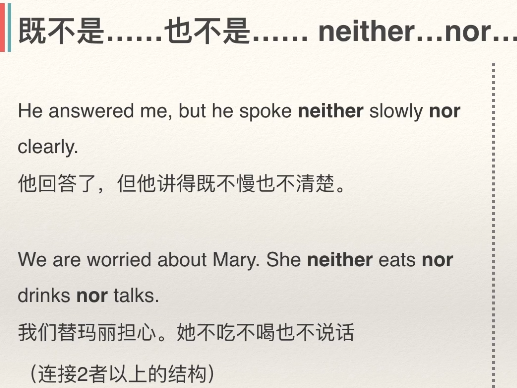 既不是……也不是…… neither…nor…
He answered me, but he spoke neither slowly nor
clearly.
他回答了，但他讲得既不慢也不清楚。
We are worried about Mary. She neither eats nor
drinks nor talks.
我们替玛丽担心。她不吃不喝也不说话
（连接2者以上的结构）